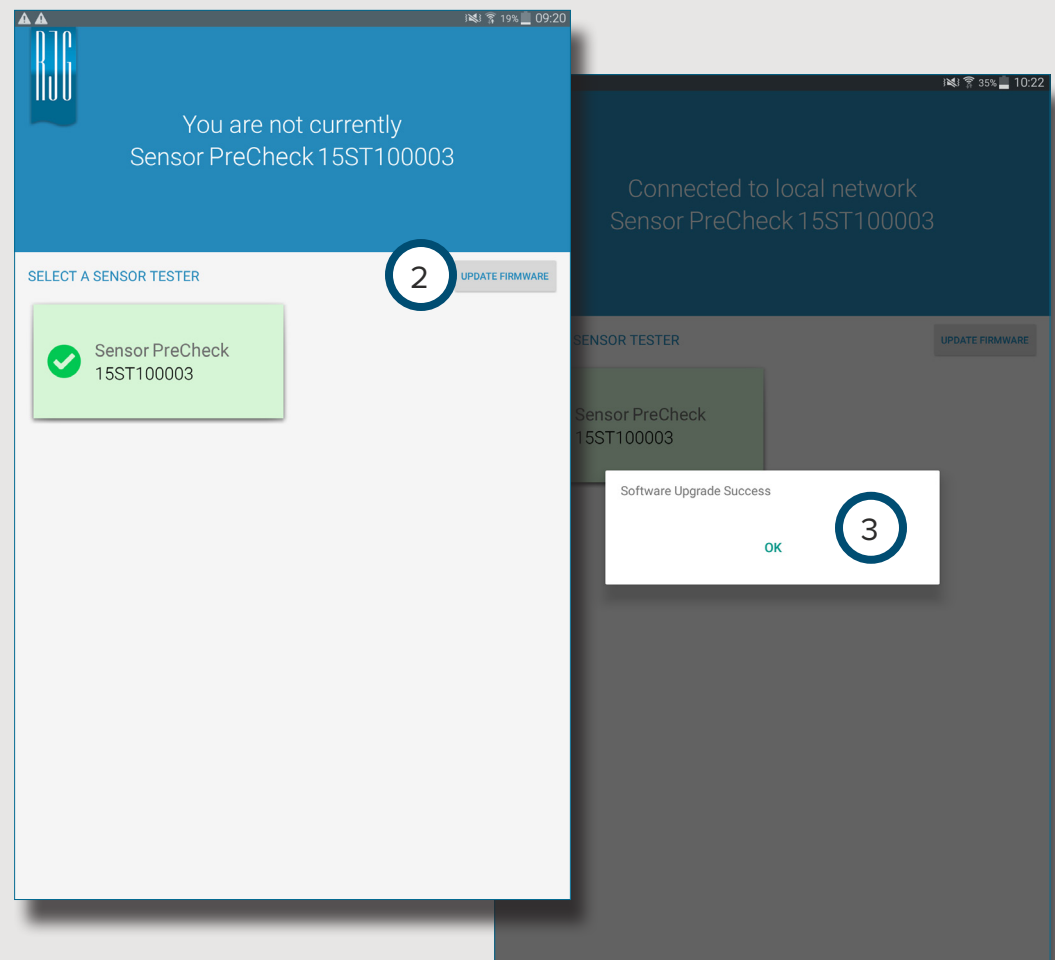 19% 09:20
RJG
You are not currently
Sensor PreCheck 15ST100003
SELECT A SENSOR TESTER
2
UPDATE FIRMWARE
Sensor PreCheck
15ST100003
35% 10:22
Connected to local network
Sensor PreCheck 15ST100003
SENSOR TESTER
UPDATE FIRMWARE
Sensor PreCheck
15ST100003
Software Upgrade Success
3
OK